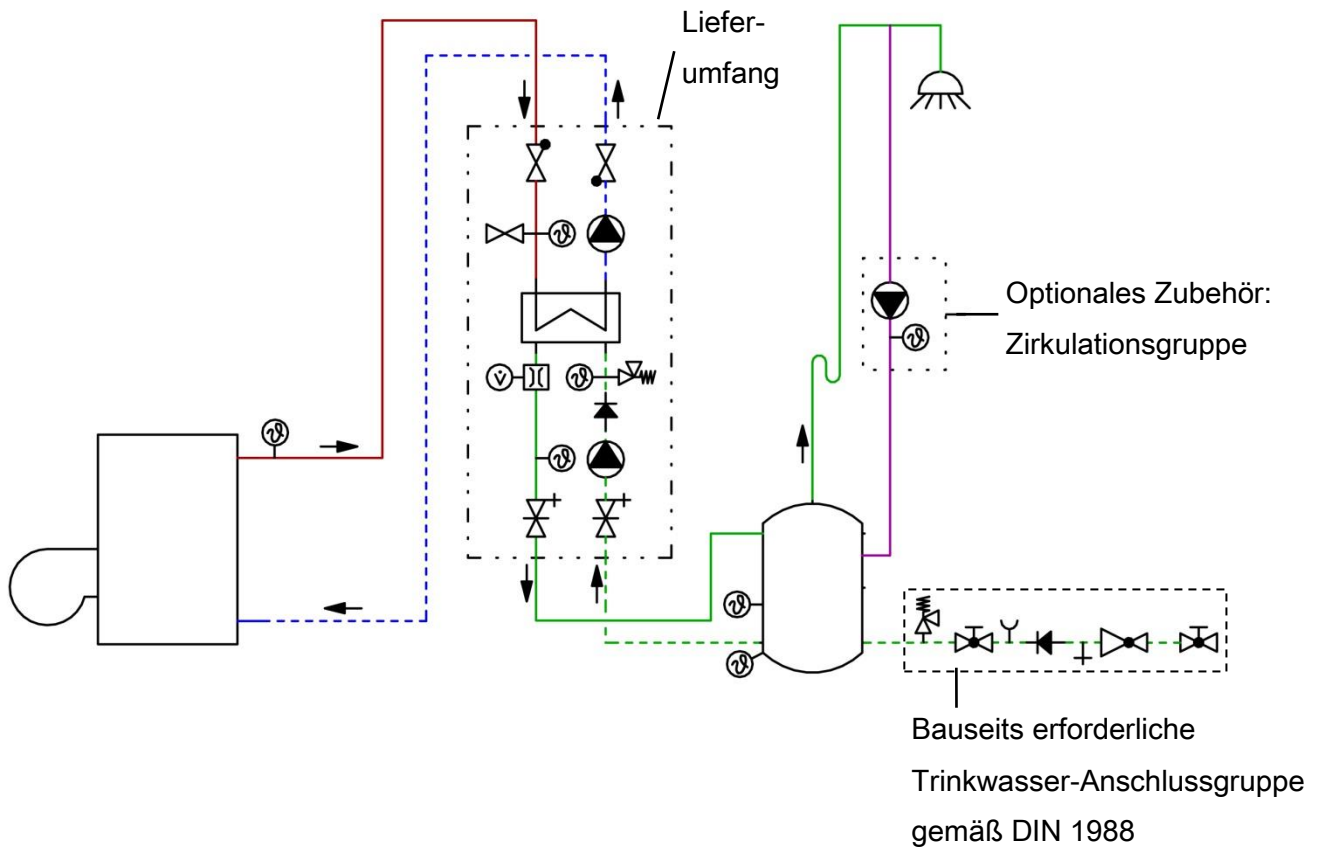 Liefer-
umfang
Optionales Zubehör:
Zirkulationsgruppe
ϑ
ϑ
V̇
ϑ
ϑ
ϑ
ϑ
ϑ
Bauseits erforderliche
Trinkwasser-Anschlussgruppe
gemäß DIN 1988